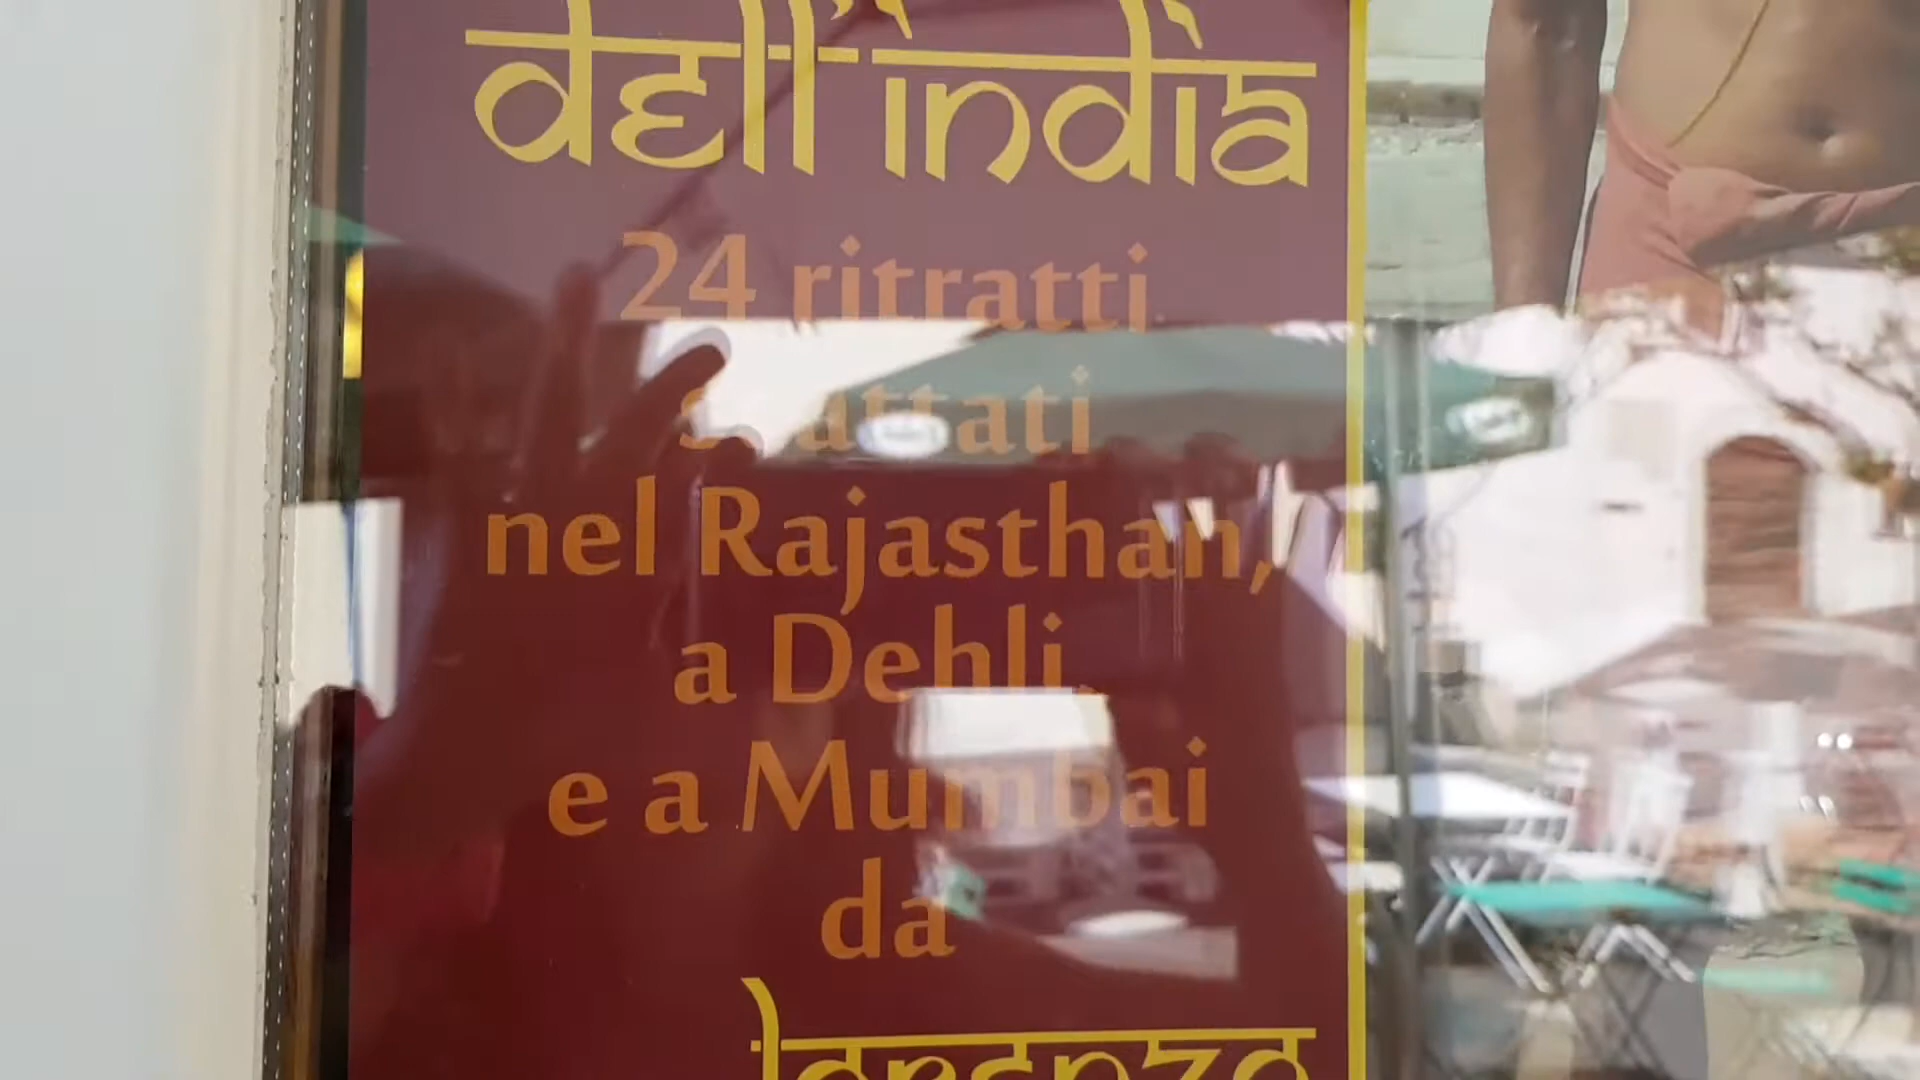 dell'india
24 ritratti
scattati
nel Rajasthan,
a Dehli,
e a Mumbai
da
lorenzo